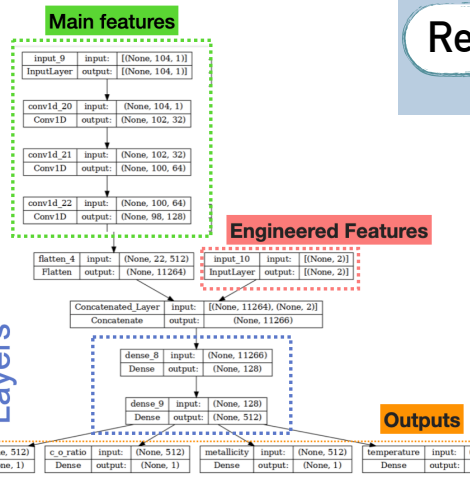 Main features
Re
input_9 input: [(None, 104, 1)]
InputLayer output: [(None, 104, 1)]
conv1d_20 input: (None, 104, 1)
Conv1D output: (None, 102, 32)
conv1d_21 input: (None, 102, 32)
Conv1D output: (None, 100, 64)
conv1d_22 input: (None, 100, 64)
Conv1D output: (None, 98, 128)
Engineered Features
flatten_4 input: (None, 22, 512)
Flatten output: (None, 11264)
input_10 input: [(None, 2)]
InputLayer output: [(None, 2)]
Concatenated_Layer input: [(None, 11264), (None, 2)]
Concatenate output: (None, 11266)
Layers
dense_8 input: (None, 11266)
Dense output: (None, 128)
dense_9 input: (None, 128)
Dense output: (None, 512)
Outputs
e, 512) c_o_ratio input: (None, 512) metallicity input: (None, 512) temperature input:
ne, 1) Dense output: (None, 1) Dense output: (None, 1) Dense output: